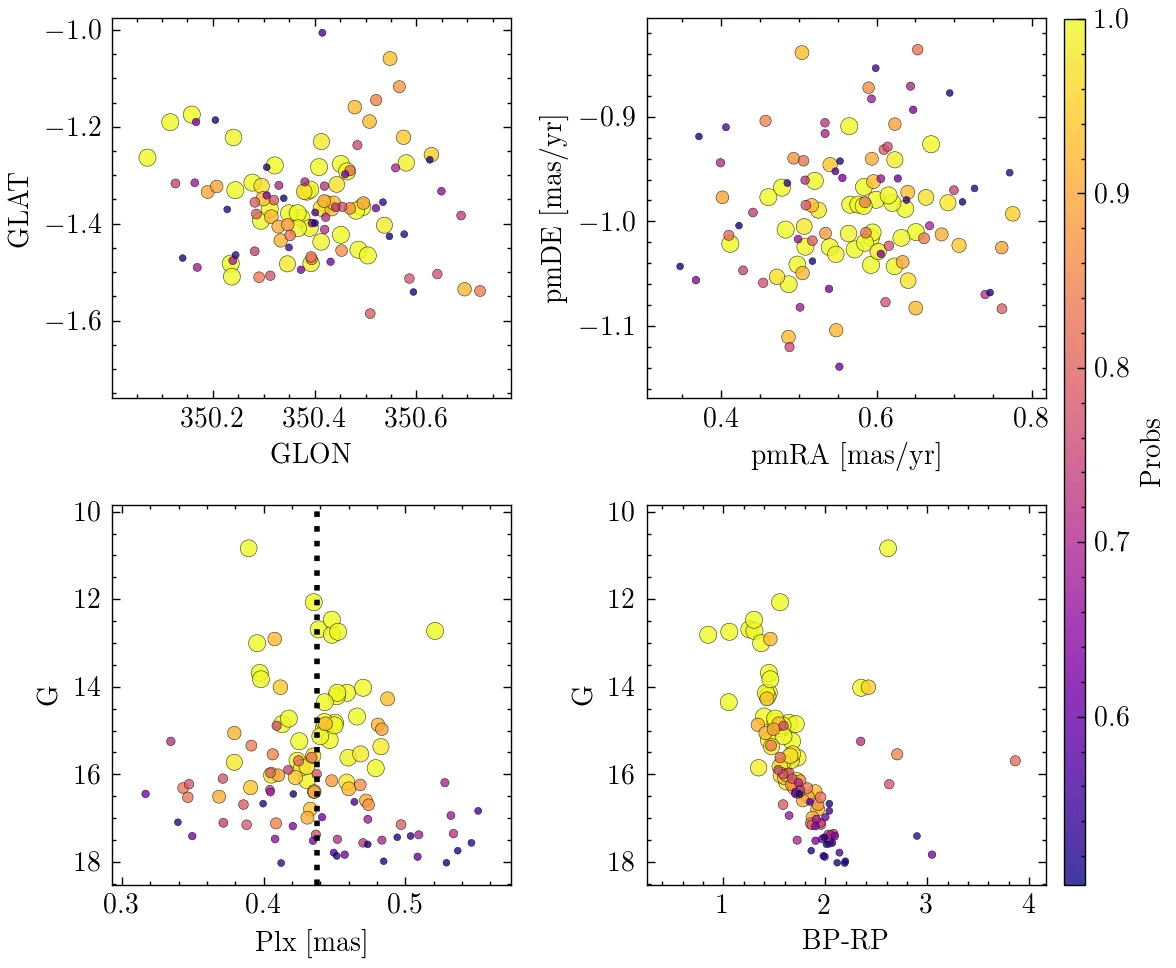 −1.0
−1.2
−1.4
−1.6
GLAT
350.2 350.4 350.6
GLON
−0.9
−1.0
−1.1
pmDE [mas/yr]
0.4 0.6 0.8
pmRA [mas/yr]
10
12
14
16
18
G
0.3 0.4 0.5
Plx [mas]
10
12
14
16
18
G
1 2 3 4
BP-RP
1.0
0.9
0.8
0.7
0.6
Probs